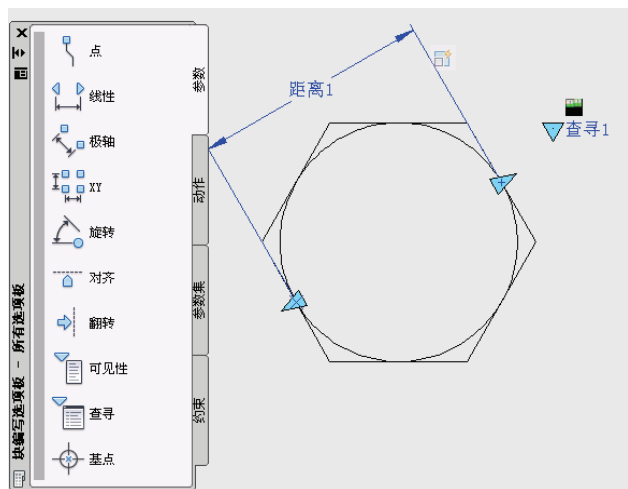 点
线性
极轴
XY
旋转
对齐
翻转
可见性
查寻
基点
参数
动作
参数集
约束
块编写选项板 - 所有选项板
距离1
查寻1